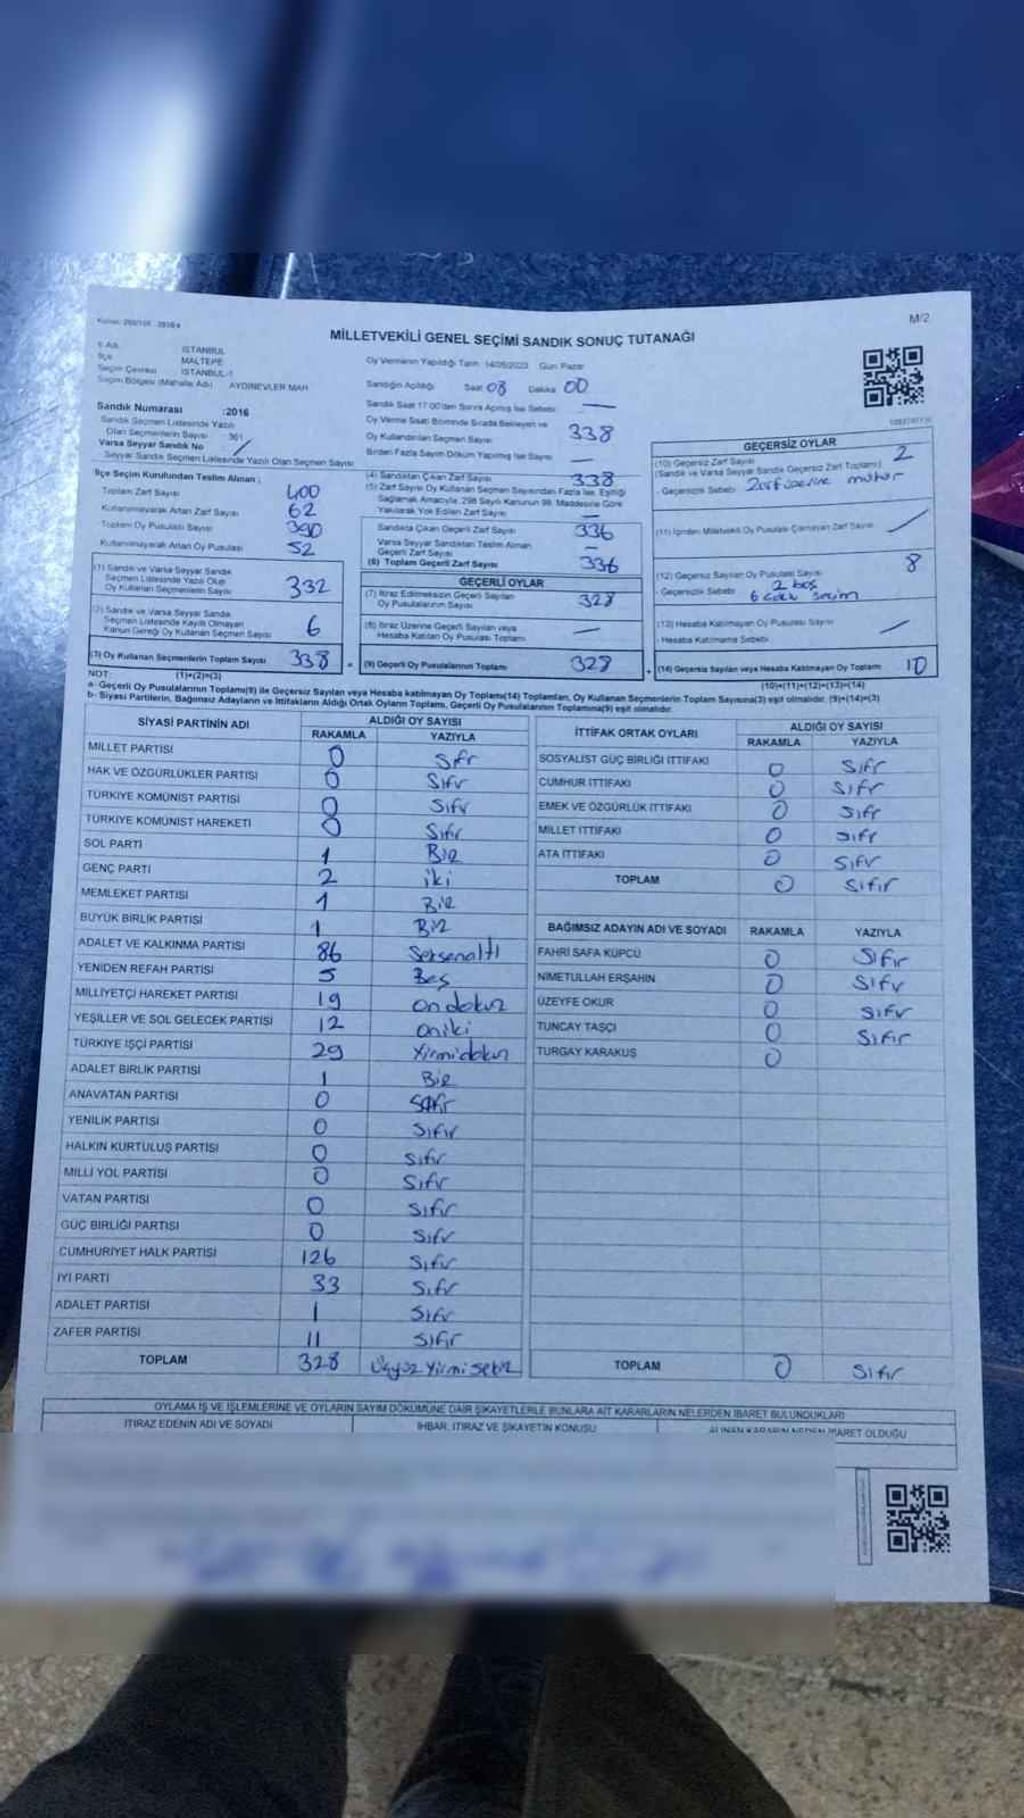 M/2
MİLLETVEKİLİ GENEL SEÇİMİ SANDIK SONUÇ TUTANAĞI
İSTANBUL
İlçe MALTEPE
Seçim Çevresi İSTANBUL-1
Seçim Bölgesi (Mahalle Adı) AYDINEVLER MAH
Sandık Numarası :2016
Sandık Seçmen Listesinde Yazılı
Olan Seçmenlerin Sayısı 361
Varsa Seyyar Sandık No
Seyyar Sandık Seçmen Listesinde Yazılı Olan Seçmen Sayısı
Oy Vermenin Yapıldığı Tarih 14/05/2023 Gün Pazar
Sandığın Açıldığı Saat 08 Dakika 00
Sandık Saat 17:00'den Sonra Açılmış İse Sebebi —
Oy Verme Saati Bitiminde Sırada Bekleyen ve
Oy Kullandırılan Seçmen Sayısı 338
Birden Fazla Sayım Döküm Yapılmış İse Sayısı —
İlçe Seçim Kurulundan Teslim Alınan :
Toplam Zarf Sayısı 400
Kullanılmayarak Artan Zarf Sayısı 62
Toplam Oy Pusulası Sayısı 390
Kullanılmayarak Artan Oy Pusulası 52
(1) Sandık ve Varsa Seyyar Sandık
Seçmen Listesinde Yazılı Olup
Oy Kullanan Seçmenlerin Sayısı 332
(2) Sandık ve Varsa Seyyar Sandık
Seçmen Listesinde Kayıtlı Olmayan
Kanun Gereği Oy Kullanan Seçmen Sayısı 6
(3) Oy Kullanan Seçmenlerin Toplam Sayısı 338
(1)+(2)=(3)
(4) Sandıktan Çıkan Zarf Sayısı 338
(5) Zarf Sayısı Oy Kullanan Seçmen Sayısından Fazla İse, Eşitliği
Sağlamak Amacıyla, 298 Sayılı Kanunun 98. Maddesine Göre
Yakılarak Yok Edilen Zarf Sayısı —
Sandıkta Çıkan Geçerli Zarf Sayısı 336
Varsa Seyyar Sandıktan Teslim Alınan
Geçerli Zarf Sayısı —
(6) Toplam Geçerli Zarf Sayısı 336
GEÇERLİ OYLAR
(7) İtiraz Edilmeksizin Geçerli Sayılan
Oy Pusulalarının Sayısı 328
(8) İtiraz Üzerine Geçerli Sayılan veya
Hesaba Katılan Oy Pusulası Toplamı —
= (9) Geçerli Oy Pusulalarının Toplamı 328
GEÇERSİZ OYLAR
(10) Geçersiz Zarf Sayısı 2
(Sandık ve Varsa Seyyar Sandık Geçersiz Zarf Toplamı)
- Geçersizlik Sebebi Zarf üzerine mühür
(11) İçinden Milletvekili Oy Pusulası Çıkmayan Zarf Sayısı
(12) Geçersiz Sayılan Oy Pusulası Sayısı 8
- Geçersizlik Sebebi 2 boş
6 çoklu seçim
(13) Hesaba Katılmayan Oy Pusulası Sayısı
- Hesaba Katılmama Sebebi
+ (14) Geçersiz Sayılan veya Hesaba Katılmayan Oy Toplamı 10
(10)+(11)+(12)+(13)=(14)
NOT:
a- Geçerli Oy Pusulalarının Toplamı(9) ile Geçersiz Sayılan veya Hesaba katılmayan Oy Toplamı(14) Toplamları, Oy Kullanan Seçmenlerin Toplam Sayısına(3) eşit olmalıdır. (9)+(14)=(3)
b- Siyasi Partilerin, Bağımsız Adayların ve İttifakların Aldığı Ortak Oyların Toplamı, Geçerli Oy Pusulalarının Toplamına(9) eşit olmalıdır.
SİYASİ PARTİNİN ADI ALDIĞI OY SAYISI
RAKAMLA YAZIYLA
MİLLET PARTİSİ 0 Sıfır
HAK VE ÖZGÜRLÜKLER PARTİSİ 0 Sıfır
TÜRKİYE KOMÜNİST PARTİSİ 0 Sıfır
TÜRKİYE KOMÜNİST HAREKETİ 0 Sıfır
SOL PARTİ 1 Bir
GENÇ PARTİ 2 iki
MEMLEKET PARTİSİ 1 Bir
BÜYÜK BİRLİK PARTİSİ 1 Bir
ADALET VE KALKINMA PARTİSİ 86 Seksenaltı
YENİDEN REFAH PARTİSİ 5 Beş
MİLLİYETÇİ HAREKET PARTİSİ 19 on dokuz
YEŞİLLER VE SOL GELECEK PARTİSİ 12 oniki
TÜRKİYE İŞÇİ PARTİSİ 29 Yirmidokuz
ADALET BİRLİK PARTİSİ 1 Bir
ANAVATAN PARTİSİ 0 Sıfır
YENİLİK PARTİSİ 0 Sıfır
HALKIN KURTULUŞ PARTİSİ 0 Sıfır
MİLLİ YOL PARTİSİ 0 Sıfır
VATAN PARTİSİ 0 Sıfır
GÜÇ BİRLİĞİ PARTİSİ 0 Sıfır
CUMHURİYET HALK PARTİSİ 126 Sıfır
İYİ PARTİ 33 Sıfır
ADALET PARTİSİ 1 Sıfır
ZAFER PARTİSİ 11 Sıfır
TOPLAM 328 Üçyüz Yirmi sekiz
İTTİFAK ORTAK OYLARI ALDIĞI OY SAYISI
RAKAMLA YAZIYLA
SOSYALİST GÜÇ BİRLİĞİ İTTİFAKI 0 Sıfır
CUMHUR İTTİFAKI 0 Sıfır
EMEK VE ÖZGÜRLÜK İTTİFAKI 0 Sıfır
MİLLET İTTİFAKI 0 Sıfır
ATA İTTİFAKI 0 Sıfır
TOPLAM 0 Sıfır
BAĞIMSIZ ADAYIN ADI VE SOYADI RAKAMLA YAZIYLA
FAHRİ SAFA KÜPCÜ 0 Sıfır
NİMETULLAH ERŞAHİN 0 Sıfır
ÜZEYFE OKUR 0 Sıfır
TUNCAY TAŞÇI 0 Sıfır
TURGAY KARAKUŞ 0
TOPLAM 0 Sıfır
OYLAMA İŞ VE İŞLEMLERİNE VE OYLARIN SAYIM DÖKÜMÜNE DAİR ŞİKAYETLERLE BUNLARA AİT KARARLARIN NELERDEN İBARET BULUNDUKLARI
İTİRAZ EDENİN ADI VE SOYADI İHBAR, İTİRAZ VE ŞİKAYETİN KONUSU ALINAN KARARIN NEDEN İBARET OLDUĞU